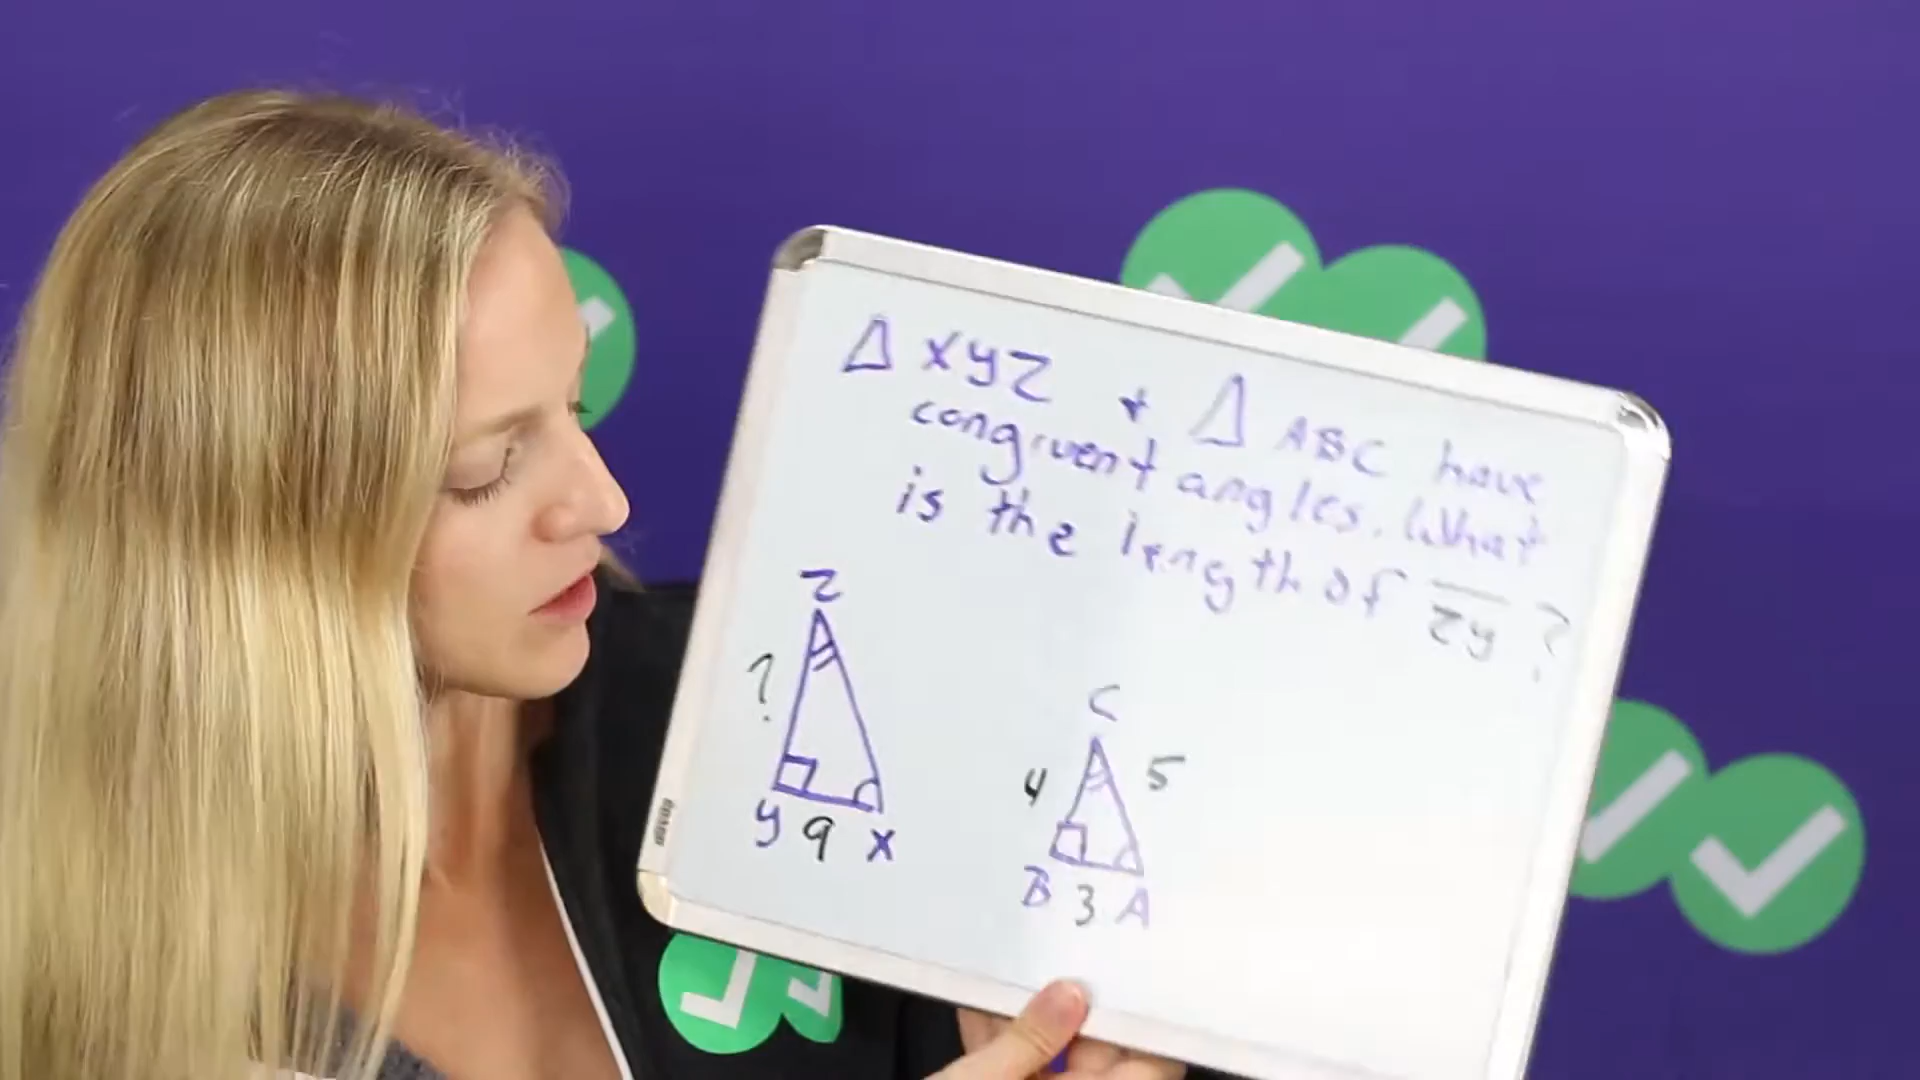 Δ XYZ + Δ ABC have
congruent angles. What
is the length of ZY ?
Z
?
Y 9 X
C
4 5
B 3 A